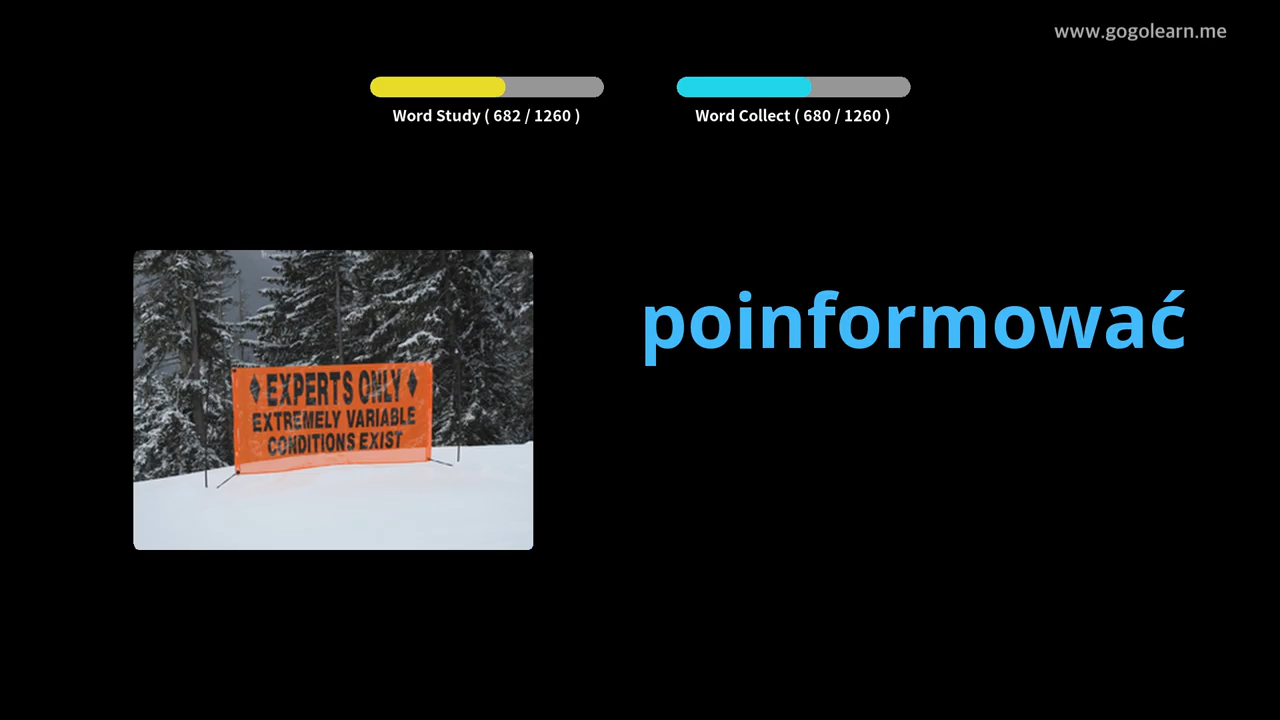 www.gogolearn.me
Word Study ( 682 / 1260 )
Word Collect ( 680 / 1260 )
EXPERTS ONLY
EXTREMELY VARIABLE
CONDITIONS EXIST
poinformować